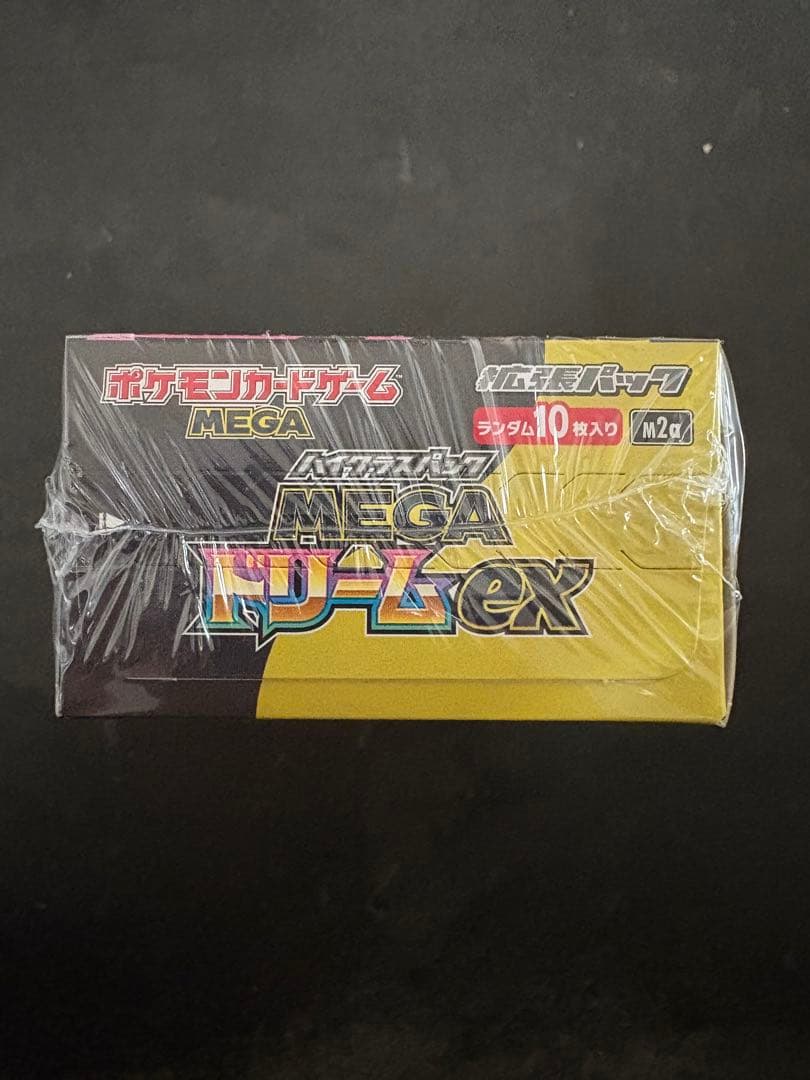 ポケモンカードゲーム
MEGA
拡張パック
ランダム10枚入り M2a
ハイクラスパック
MEGA
ドリームex